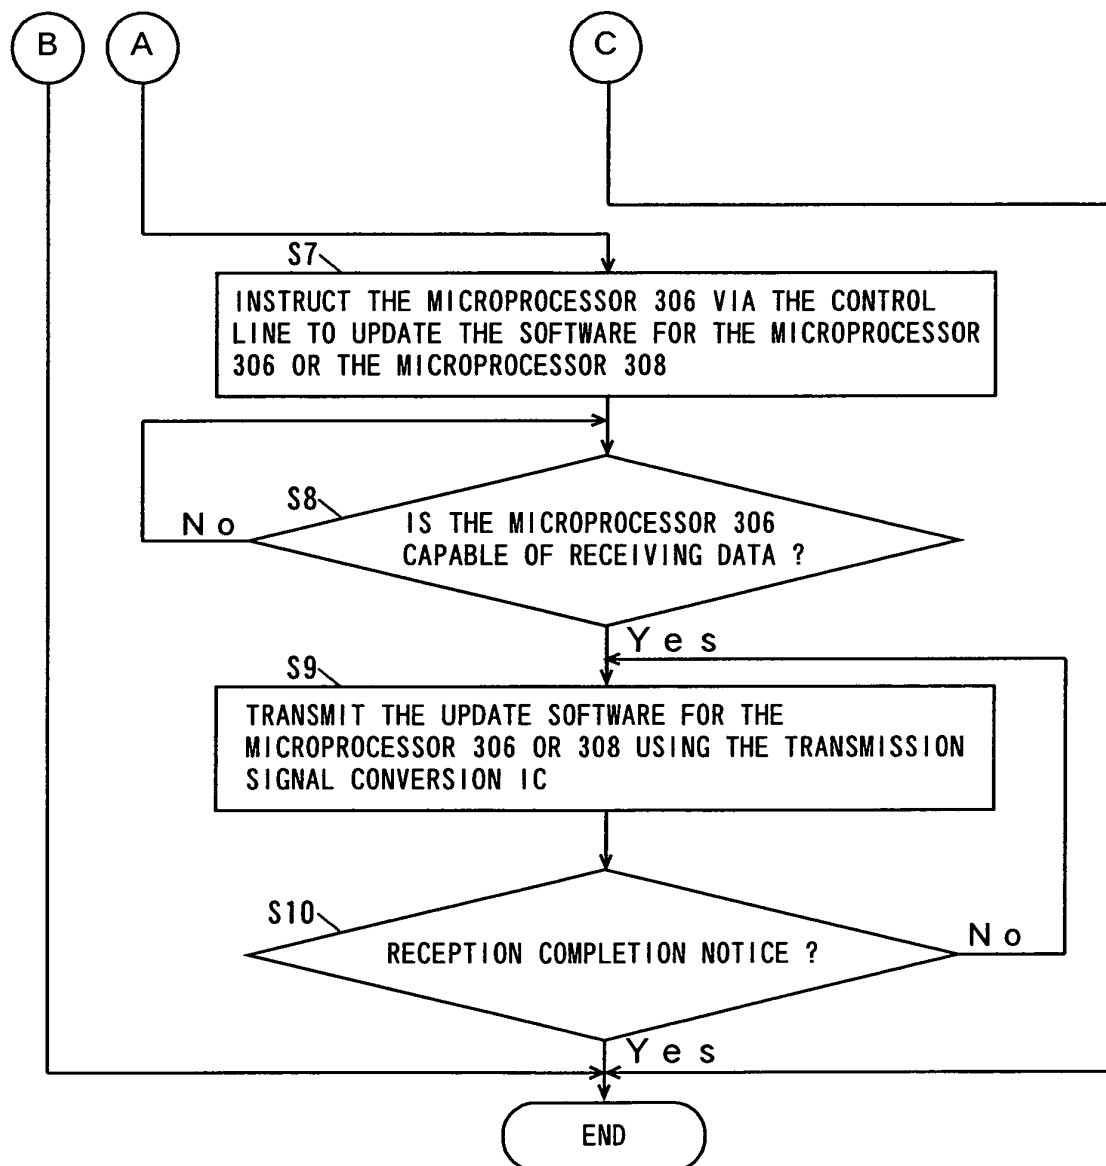 B
A
C
S7
INSTRUCT THE MICROPROCESSOR 306 VIA THE CONTROL
LINE TO UPDATE THE SOFTWARE FOR THE MICROPROCESSOR
306 OR THE MICROPROCESSOR 308
S8
No
IS THE MICROPROCESSOR 306
CAPABLE OF RECEIVING DATA ?
Yes
S9
TRANSMIT THE UPDATE SOFTWARE FOR THE
MICROPROCESSOR 306 OR 308 USING THE TRANSMISSION
SIGNAL CONVERSION IC
S10
RECEPTION COMPLETION NOTICE ?
No
Yes
END